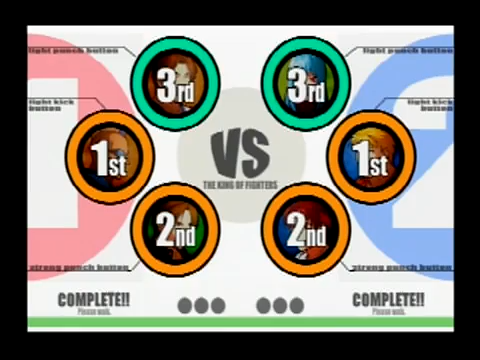 light punch button
light punch button
3rd
3rd
light kick
button
light kick
button
1st
VS
1st
THE KING OF FIGHTERS
2nd
2nd
strong punch button
strong punch button
COMPLETE!!
Please wait.
COMPLETE!!
Please wait.